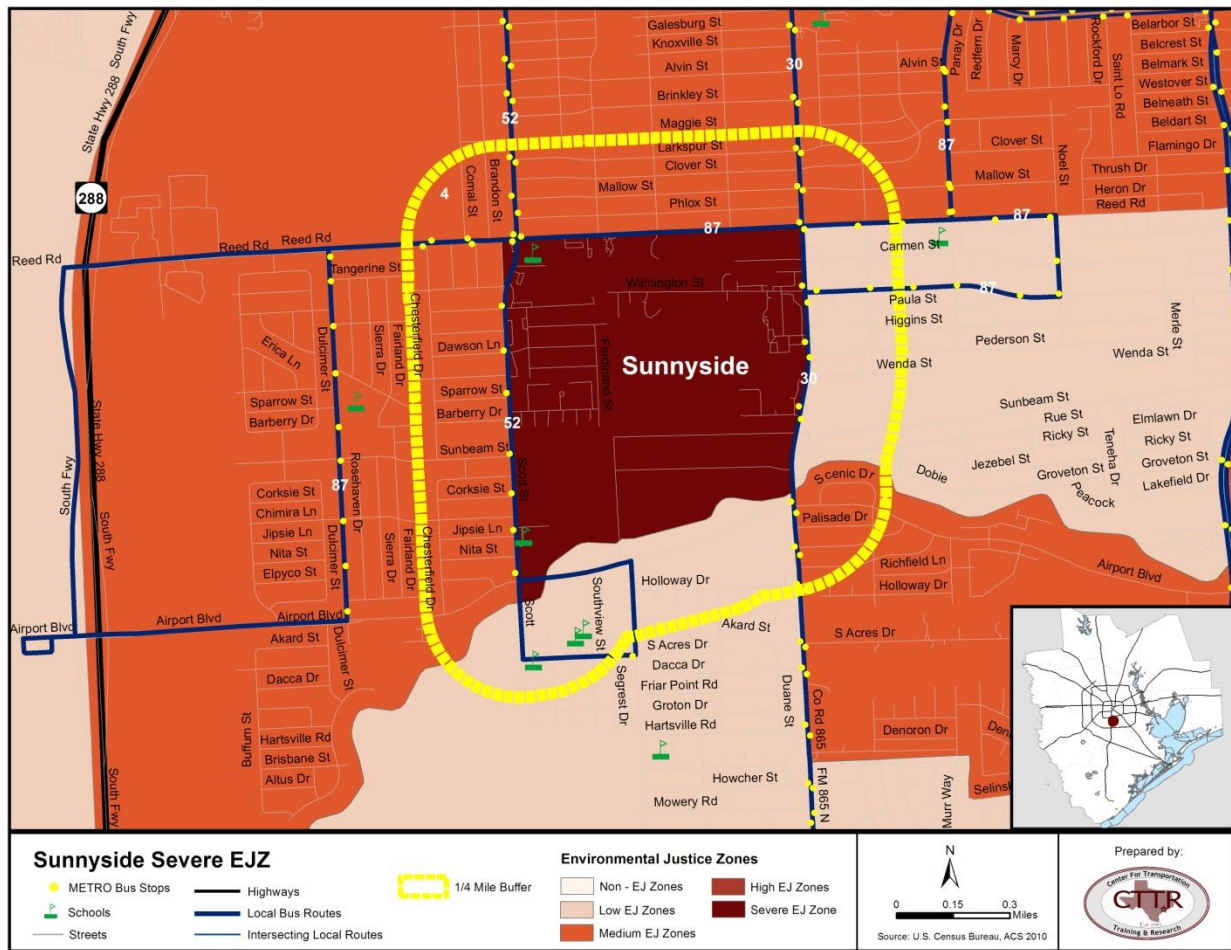 Galesburg St
Knoxville St
Alvin St
Brinkley St
Maggie St
Larkspur St
Clover St
Mallow St
Phlox St
52
30
Alvin St
Panay Dr
Redfern Dr
Marcy Dr
Rockford Dr
Saint Lo Rd
Belarbor St
Belcrest St
Belmark St
Westover St
Belneath St
Beldart St
Flamingo Dr
87
Clover St
Mallow St
Noel St
Thrush Dr
Heron Dr
Reed Rd
State Hwy 288
South Fwy
288
4
Comal St
Brandon St
87
87
Reed Rd
Reed Rd
Reed Rd
Tangerine St
Wilmington St
Carmen St
87
Paula St
Higgins St
Pederson St
Wenda St
Wenda St
Merle St
Erica Ln
Dulcimer St
Sierra Dr
Fairland Dr
Chesterfield Dr
Dawson Ln
Sparrow St
Barberry Dr
Sparrow St
Barberry Dr
Sunbeam St
52
Ferdinand St
Sunnyside
30
Sunbeam St
Rue St
Ricky St
Jezebel St
Groveton St
Teneha Dr
Peacock
Elmlawn Dr
Ricky St
Groveton St
Lakefield Dr
Dobie
Scenic Dr
Palisade Dr
State Hwy 288
South Fwy
South Fwy
87
Rosehaven Dr
Corksie St
Chimira Ln
Jipsie Ln
Nita St
Elpyco St
Dulcimer St
Sierra Dr
Fairland Dr
Chesterfield Dr
Corksie St
Jipsie Ln
Nita St
Scott St
Richfield Ln
Holloway Dr
Airport Blvd
Holloway Dr
Southview St
Scott
Akard St
Airport Blvd
Airport Blvd
Airport Blvd
Akard St
Dulcimer St
Dacca Dr
S Acres Dr
Dacca Dr
Friar Point Rd
Groton Dr
Hartsville Rd
Segrest Dr
Duane St
Co Rd 865
S Acres Dr
Buffum St
Hartsville Rd
Brisbane St
Altus Dr
South Fwy
Howcher St
Mowery Rd
FM 865 N
Denoron Dr
Murr Way
Sunnyside Severe EJZ
METRO Bus Stops
Schools
Streets
Highways
Local Bus Routes
Intersecting Local Routes
1/4 Mile Buffer
Environmental Justice Zones
Non - EJ Zones
Low EJ Zones
Medium EJ Zones
High EJ Zones
Severe EJ Zone
N
0 0.15 0.3
Miles
Source: U.S. Census Bureau, ACS 2010
Prepared by:
Center For Transportation
CTTR
Training & Research